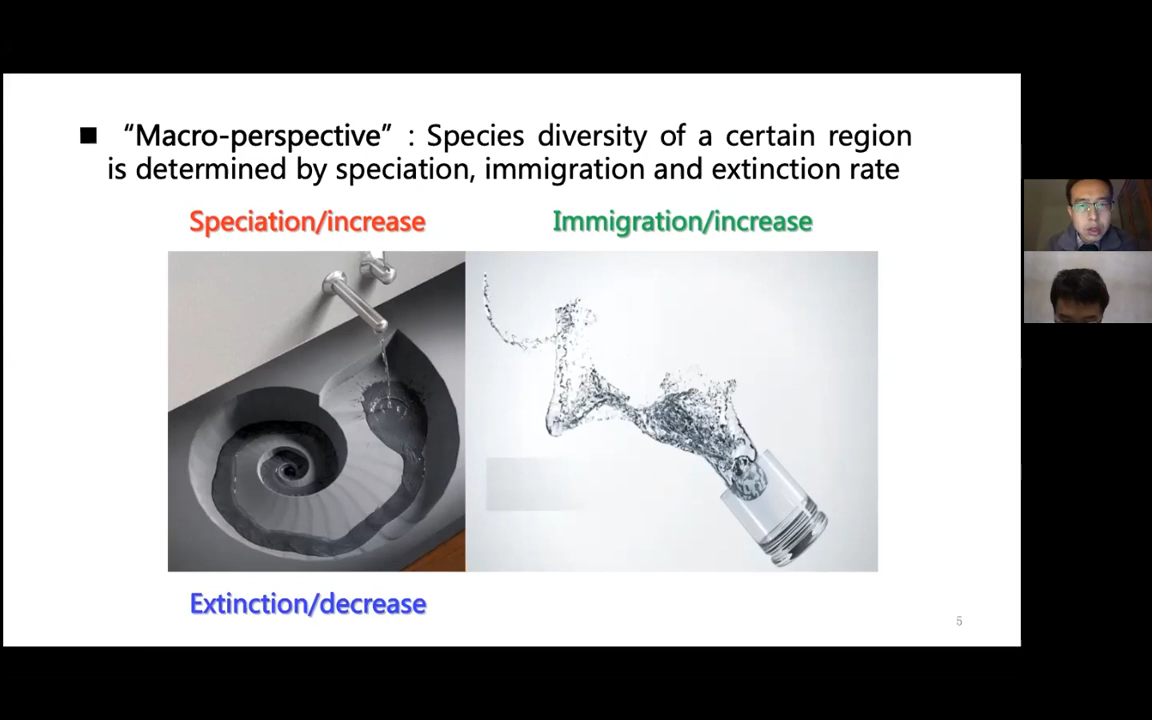 ■ “Macro-perspective”：Species diversity of a certain region
is determined by speciation, immigration and extinction rate
Speciation/increase
Immigration/increase
Extinction/decrease
5